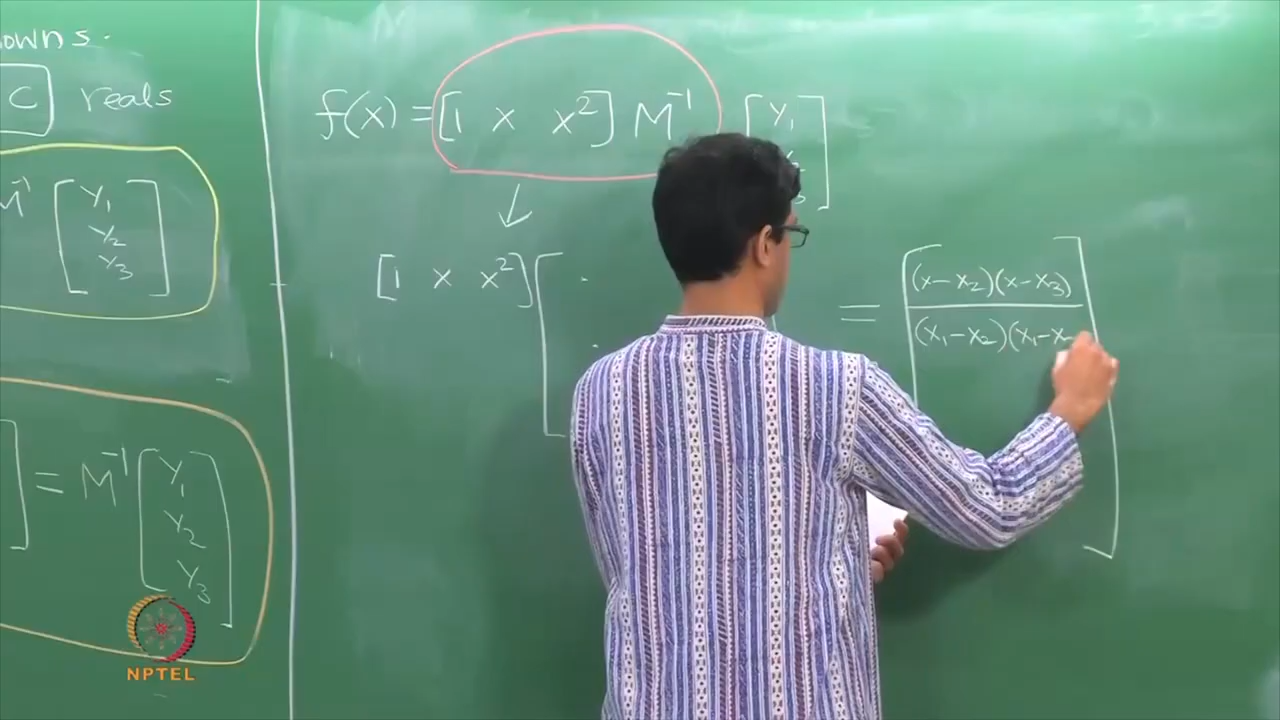 owns.
C] reals
M⁻¹ [y₁
y₂
y₃]
] = M⁻¹ [y₁
y₂
y₃]
f(x) = [1 x x²] M⁻¹ [y₁
↓
[1 x x²] [ .
.
= [(x-x₂)(x-x₃)
(x₁-x₂)(x₁-x
NPTEL